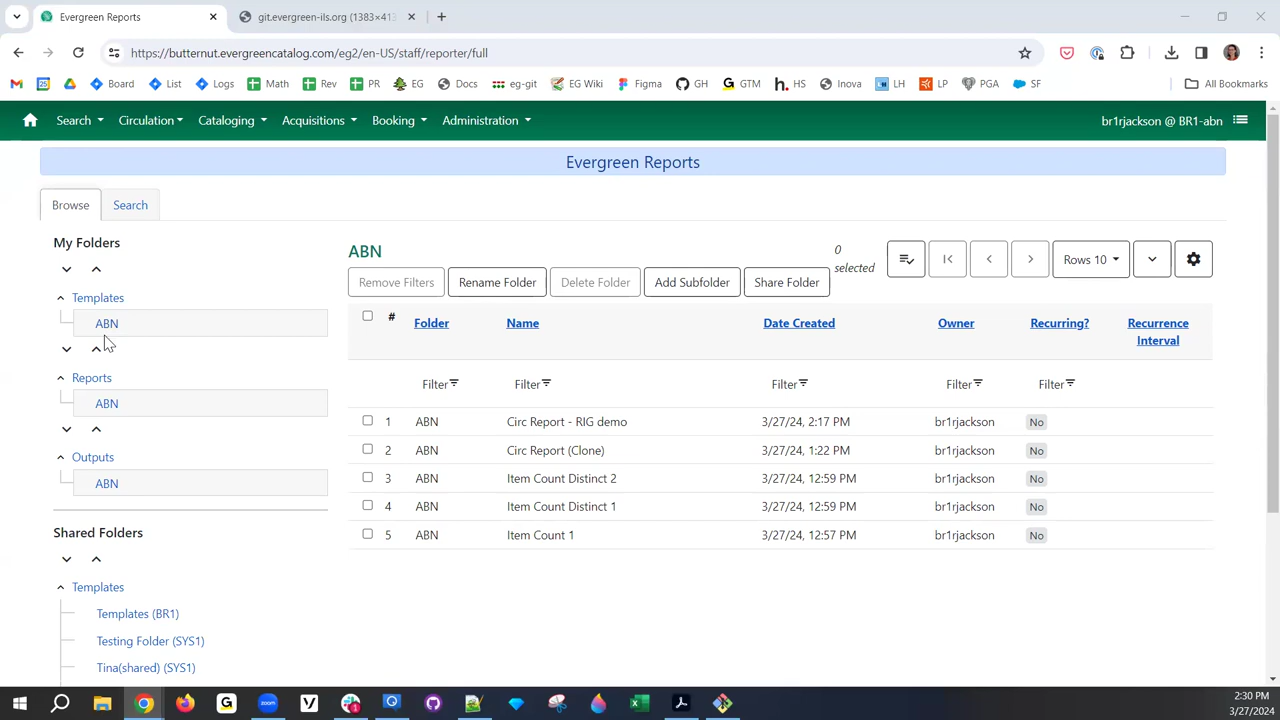 Evergreen Reports
git.evergreen-ils.org (1383×413
https://butternut.evergreencatalog.com/eg2/en-US/staff/reporter/full
Board List Logs Math Rev PR EG Docs eg-git EG Wiki Figma GH GTM HS Inova LH LP PGA SF All Bookmarks
Search Circulation Cataloging Acquisitions Booking Administration br1rjackson @ BR1-abn
Evergreen Reports
Browse Search
My Folders
Templates
ABN
Reports
ABN
Outputs
ABN
Shared Folders
Templates
Templates (BR1)
Testing Folder (SYS1)
Tina(shared) (SYS1)
ABN
0
selected
Rows 10
Remove Filters Rename Folder Delete Folder Add Subfolder Share Folder
# Folder Name Date Created Owner Recurring? Recurrence
Interval
Filter Filter Filter Filter Filter
1 ABN Circ Report - RIG demo 3/27/24, 2:17 PM br1rjackson No
2 ABN Circ Report (Clone) 3/27/24, 1:22 PM br1rjackson No
3 ABN Item Count Distinct 2 3/27/24, 12:59 PM br1rjackson No
4 ABN Item Count Distinct 1 3/27/24, 12:59 PM br1rjackson No
5 ABN Item Count 1 3/27/24, 12:57 PM br1rjackson No
zoom
2:30 PM
3/27/2024